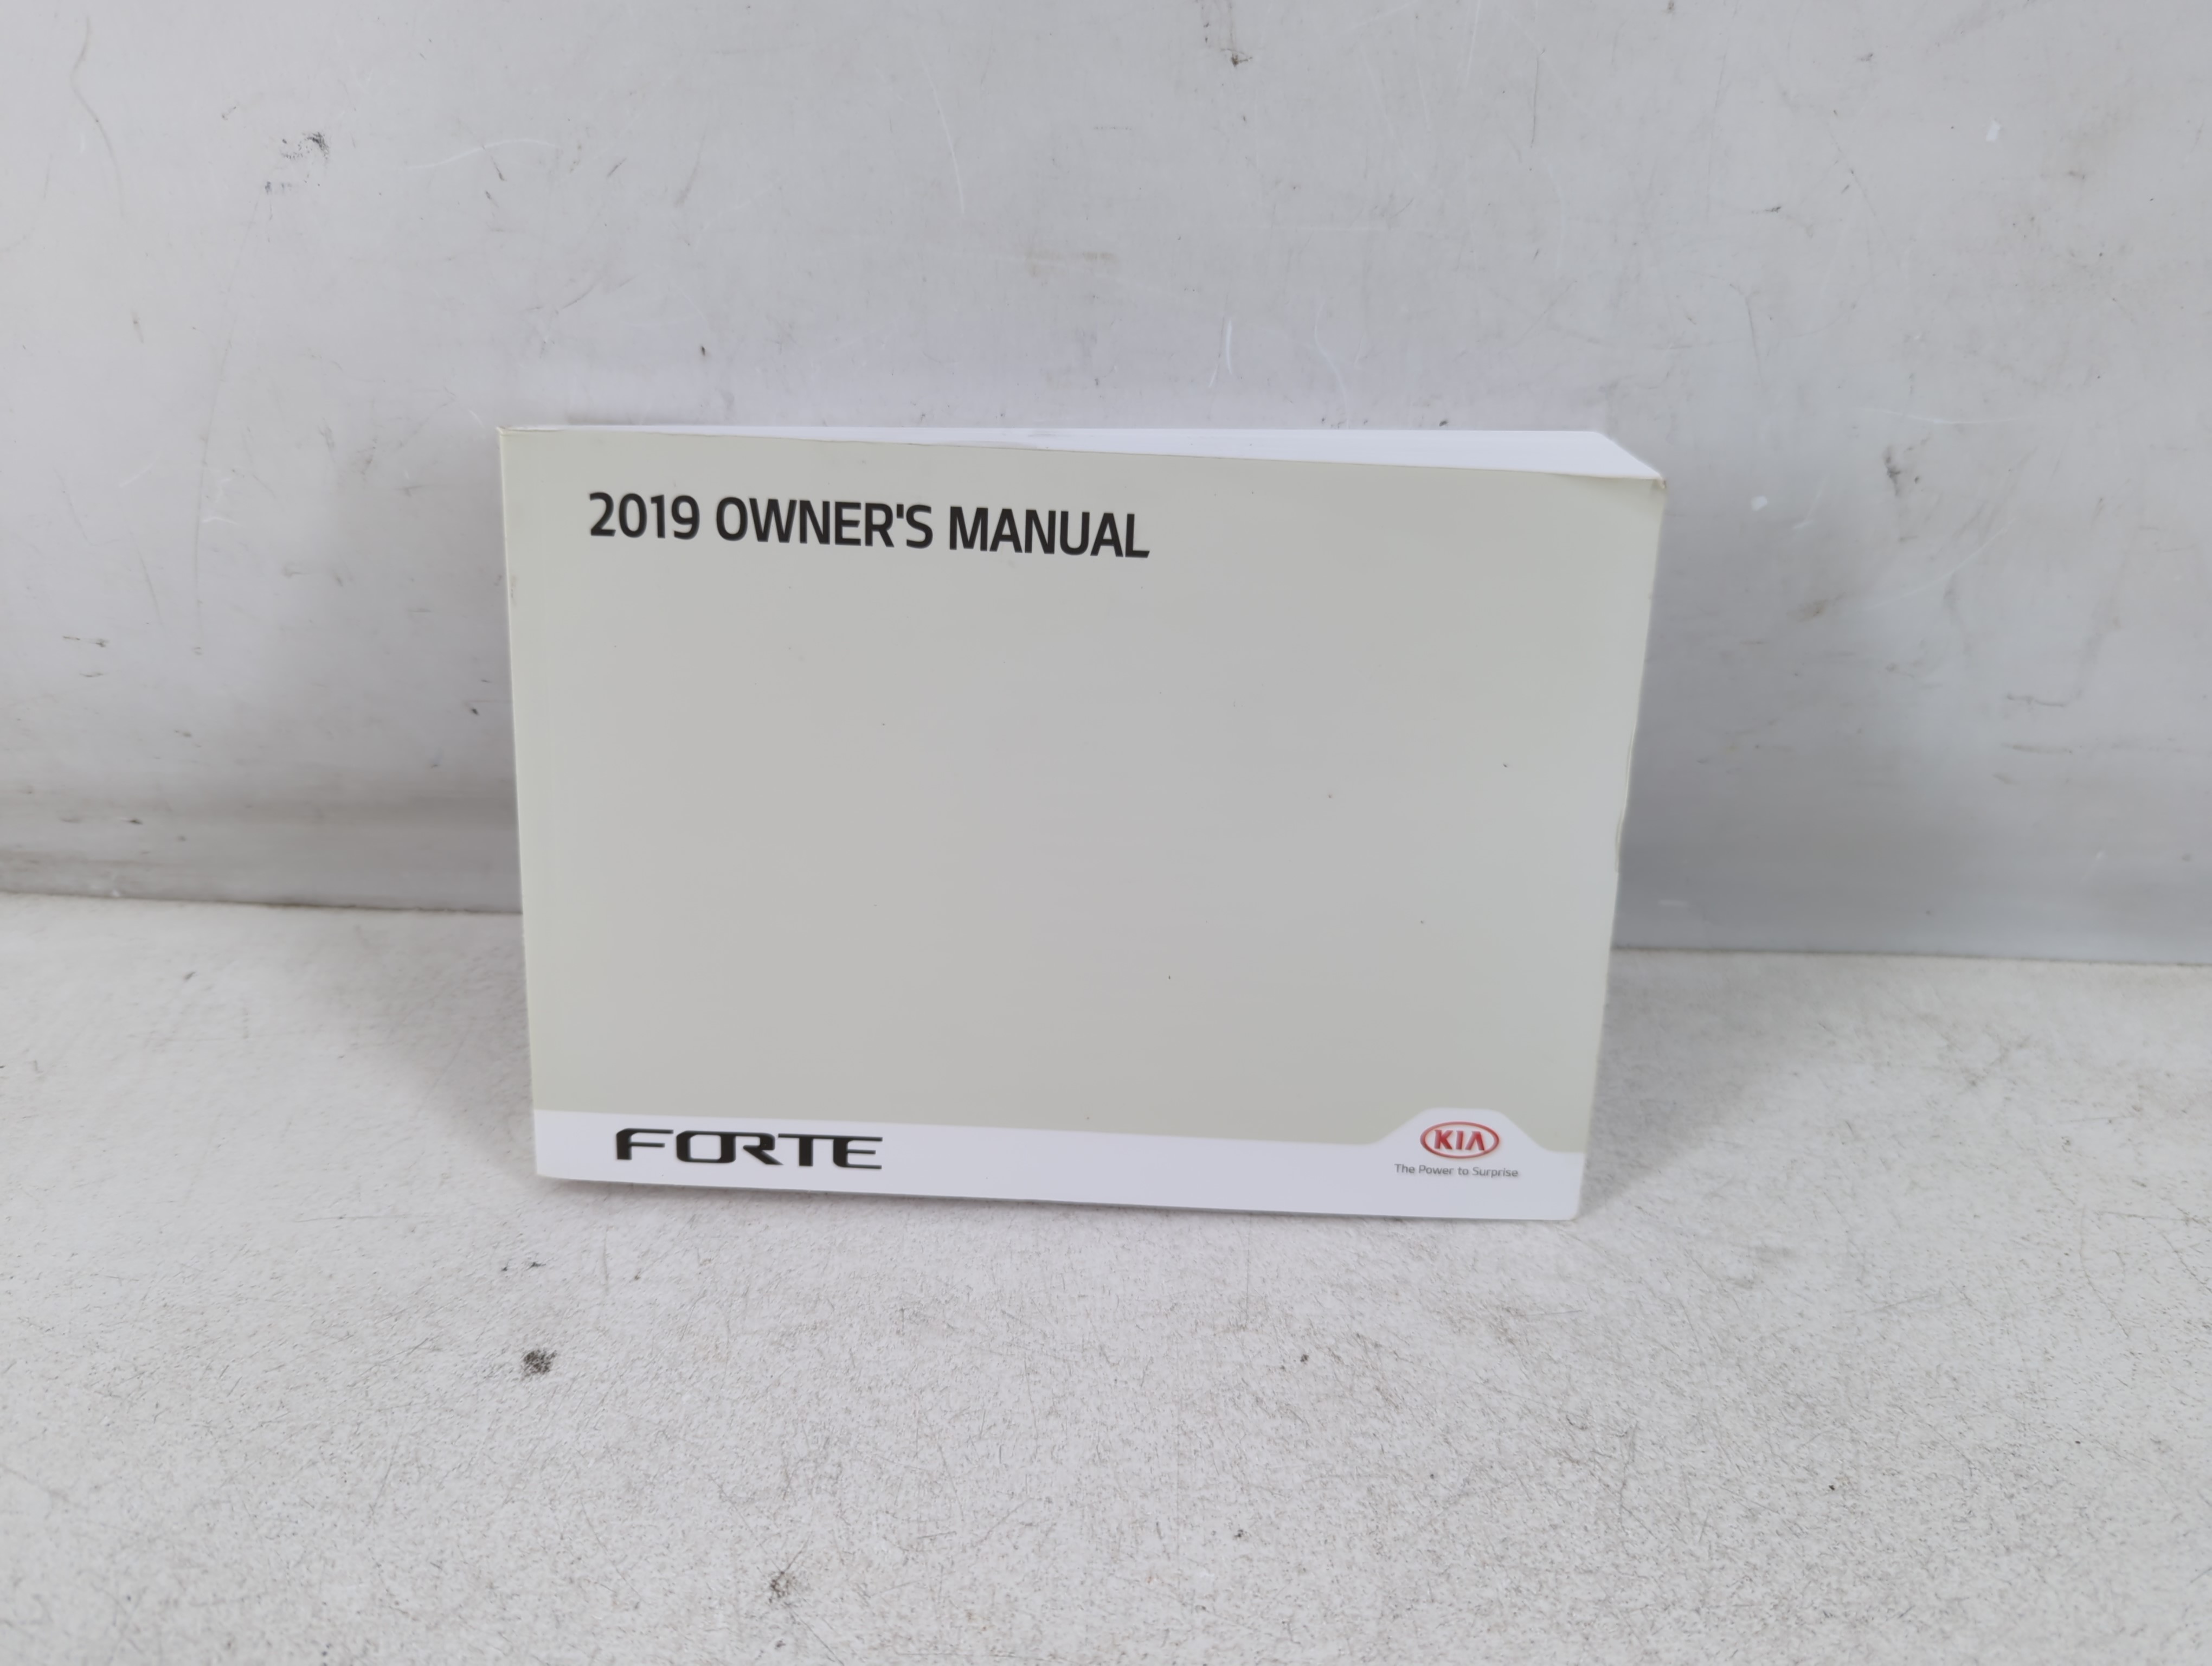 2019 OWNER'S MANUAL
FORTE
KIA
The Power to Surprise